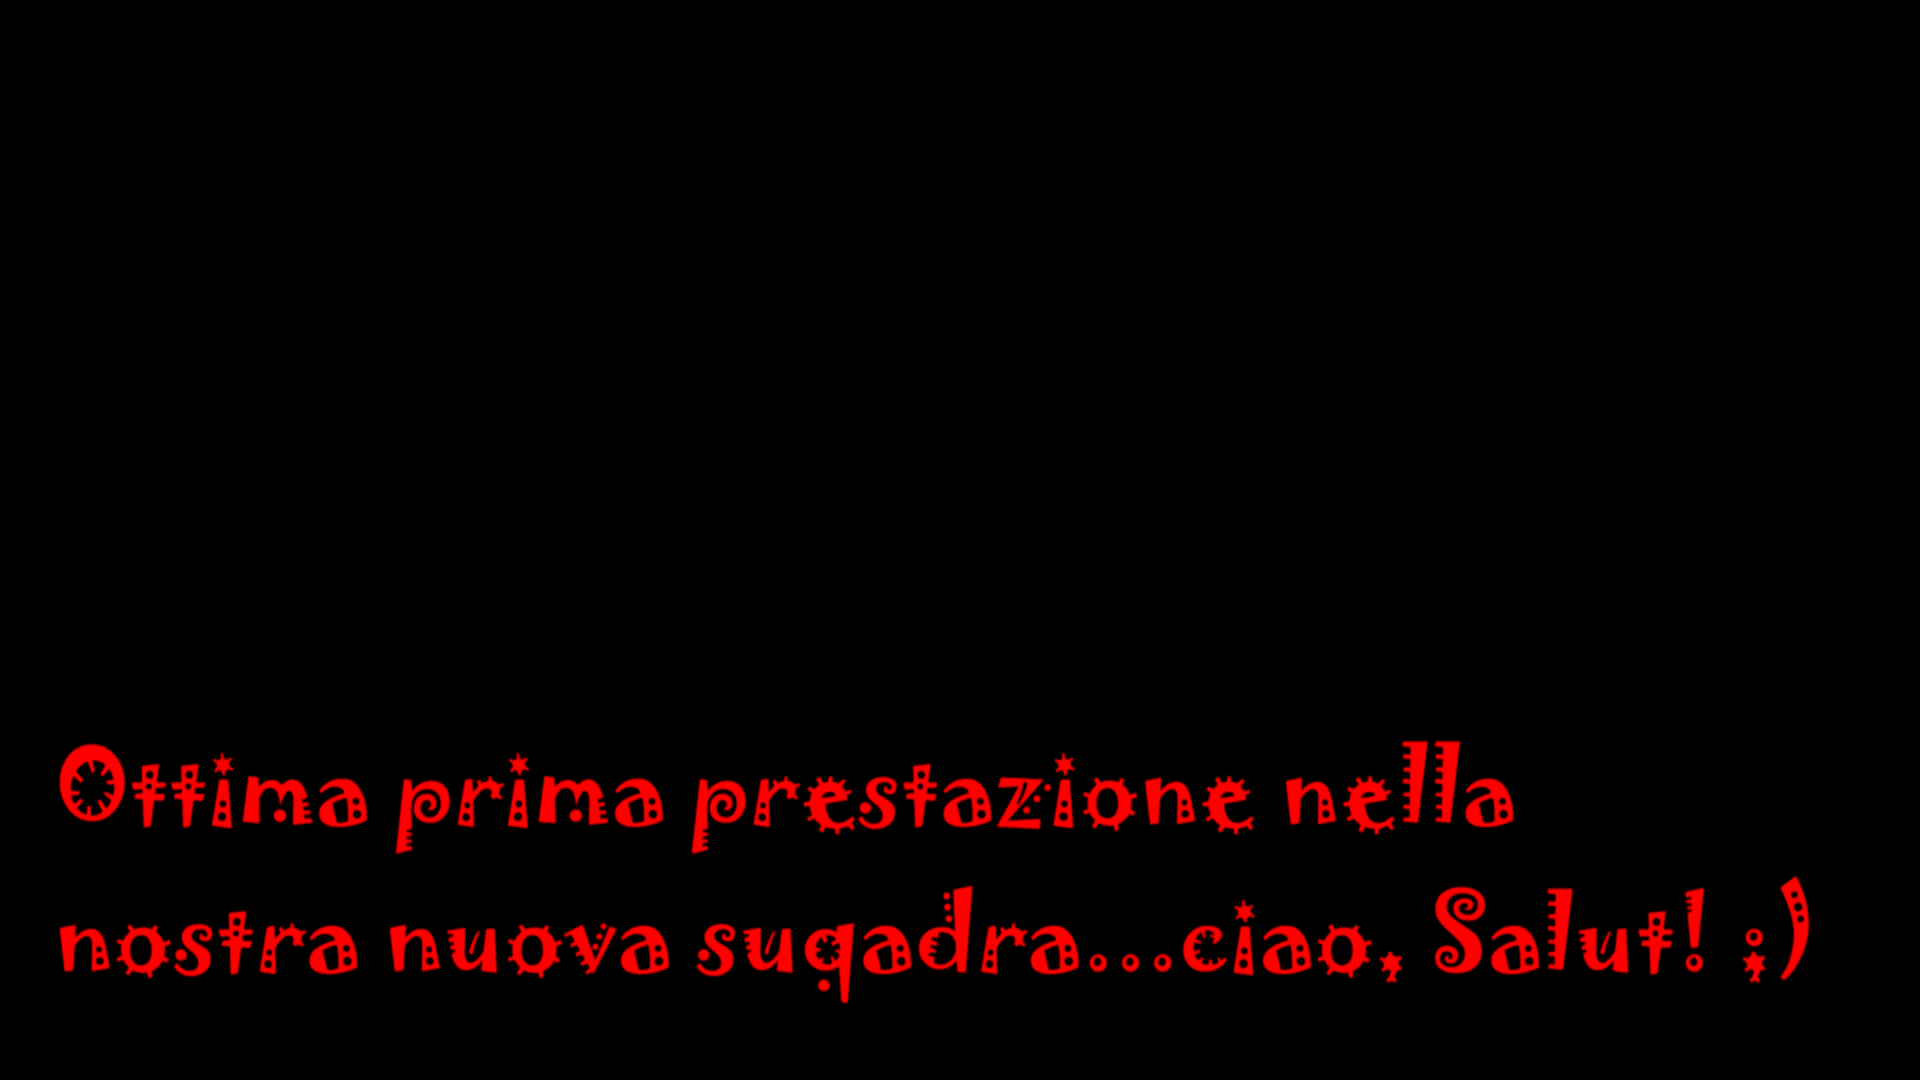 Ottima prima prestazione nella
nostra nuova suqadra...ciao, Salut! ;)